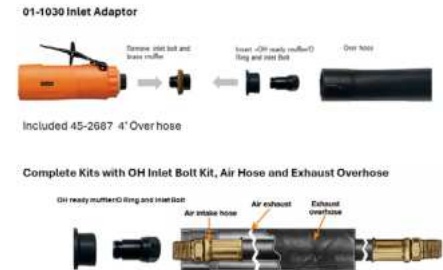 01-1030 Inlet Adaptor
Remove inlet bolt and
brass muffler
Insert +OH ready muffler/O
Ring and Inlet Bolt
Over hose
Included 45-2687 4' Over hose
Complete Kits with OH Inlet Bolt Kit, Air Hose and Exhaust Overhose
OH ready muffler/O Ring and Inlet Bolt
Air intake hose
Air exhaust
Exhaust
overhose